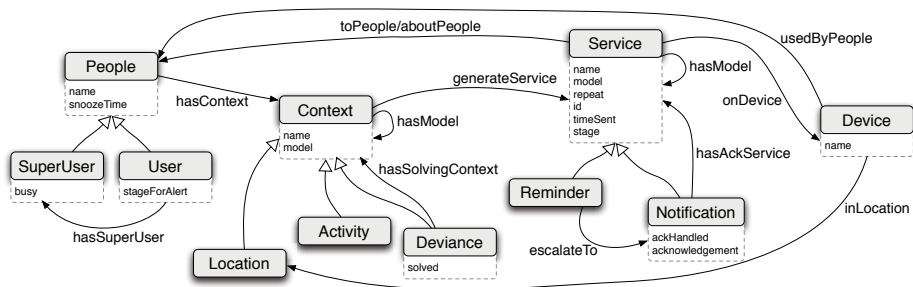 toPeople/aboutPeople
usedByPeople
People
name
snoozeTime
hasContext
generateService
Service
name
model
repeat
id
timeSent
stage
hasModel
onDevice
Device
name
Context
name
model
hasModel
SuperUser
busy
User
stageForAlert
hasSuperUser
hasSolvingContext
hasAckService
Reminder
Notification
ackHandled
acknowledgement
inLocation
Activity
Deviance
solved
escalateTo
Location